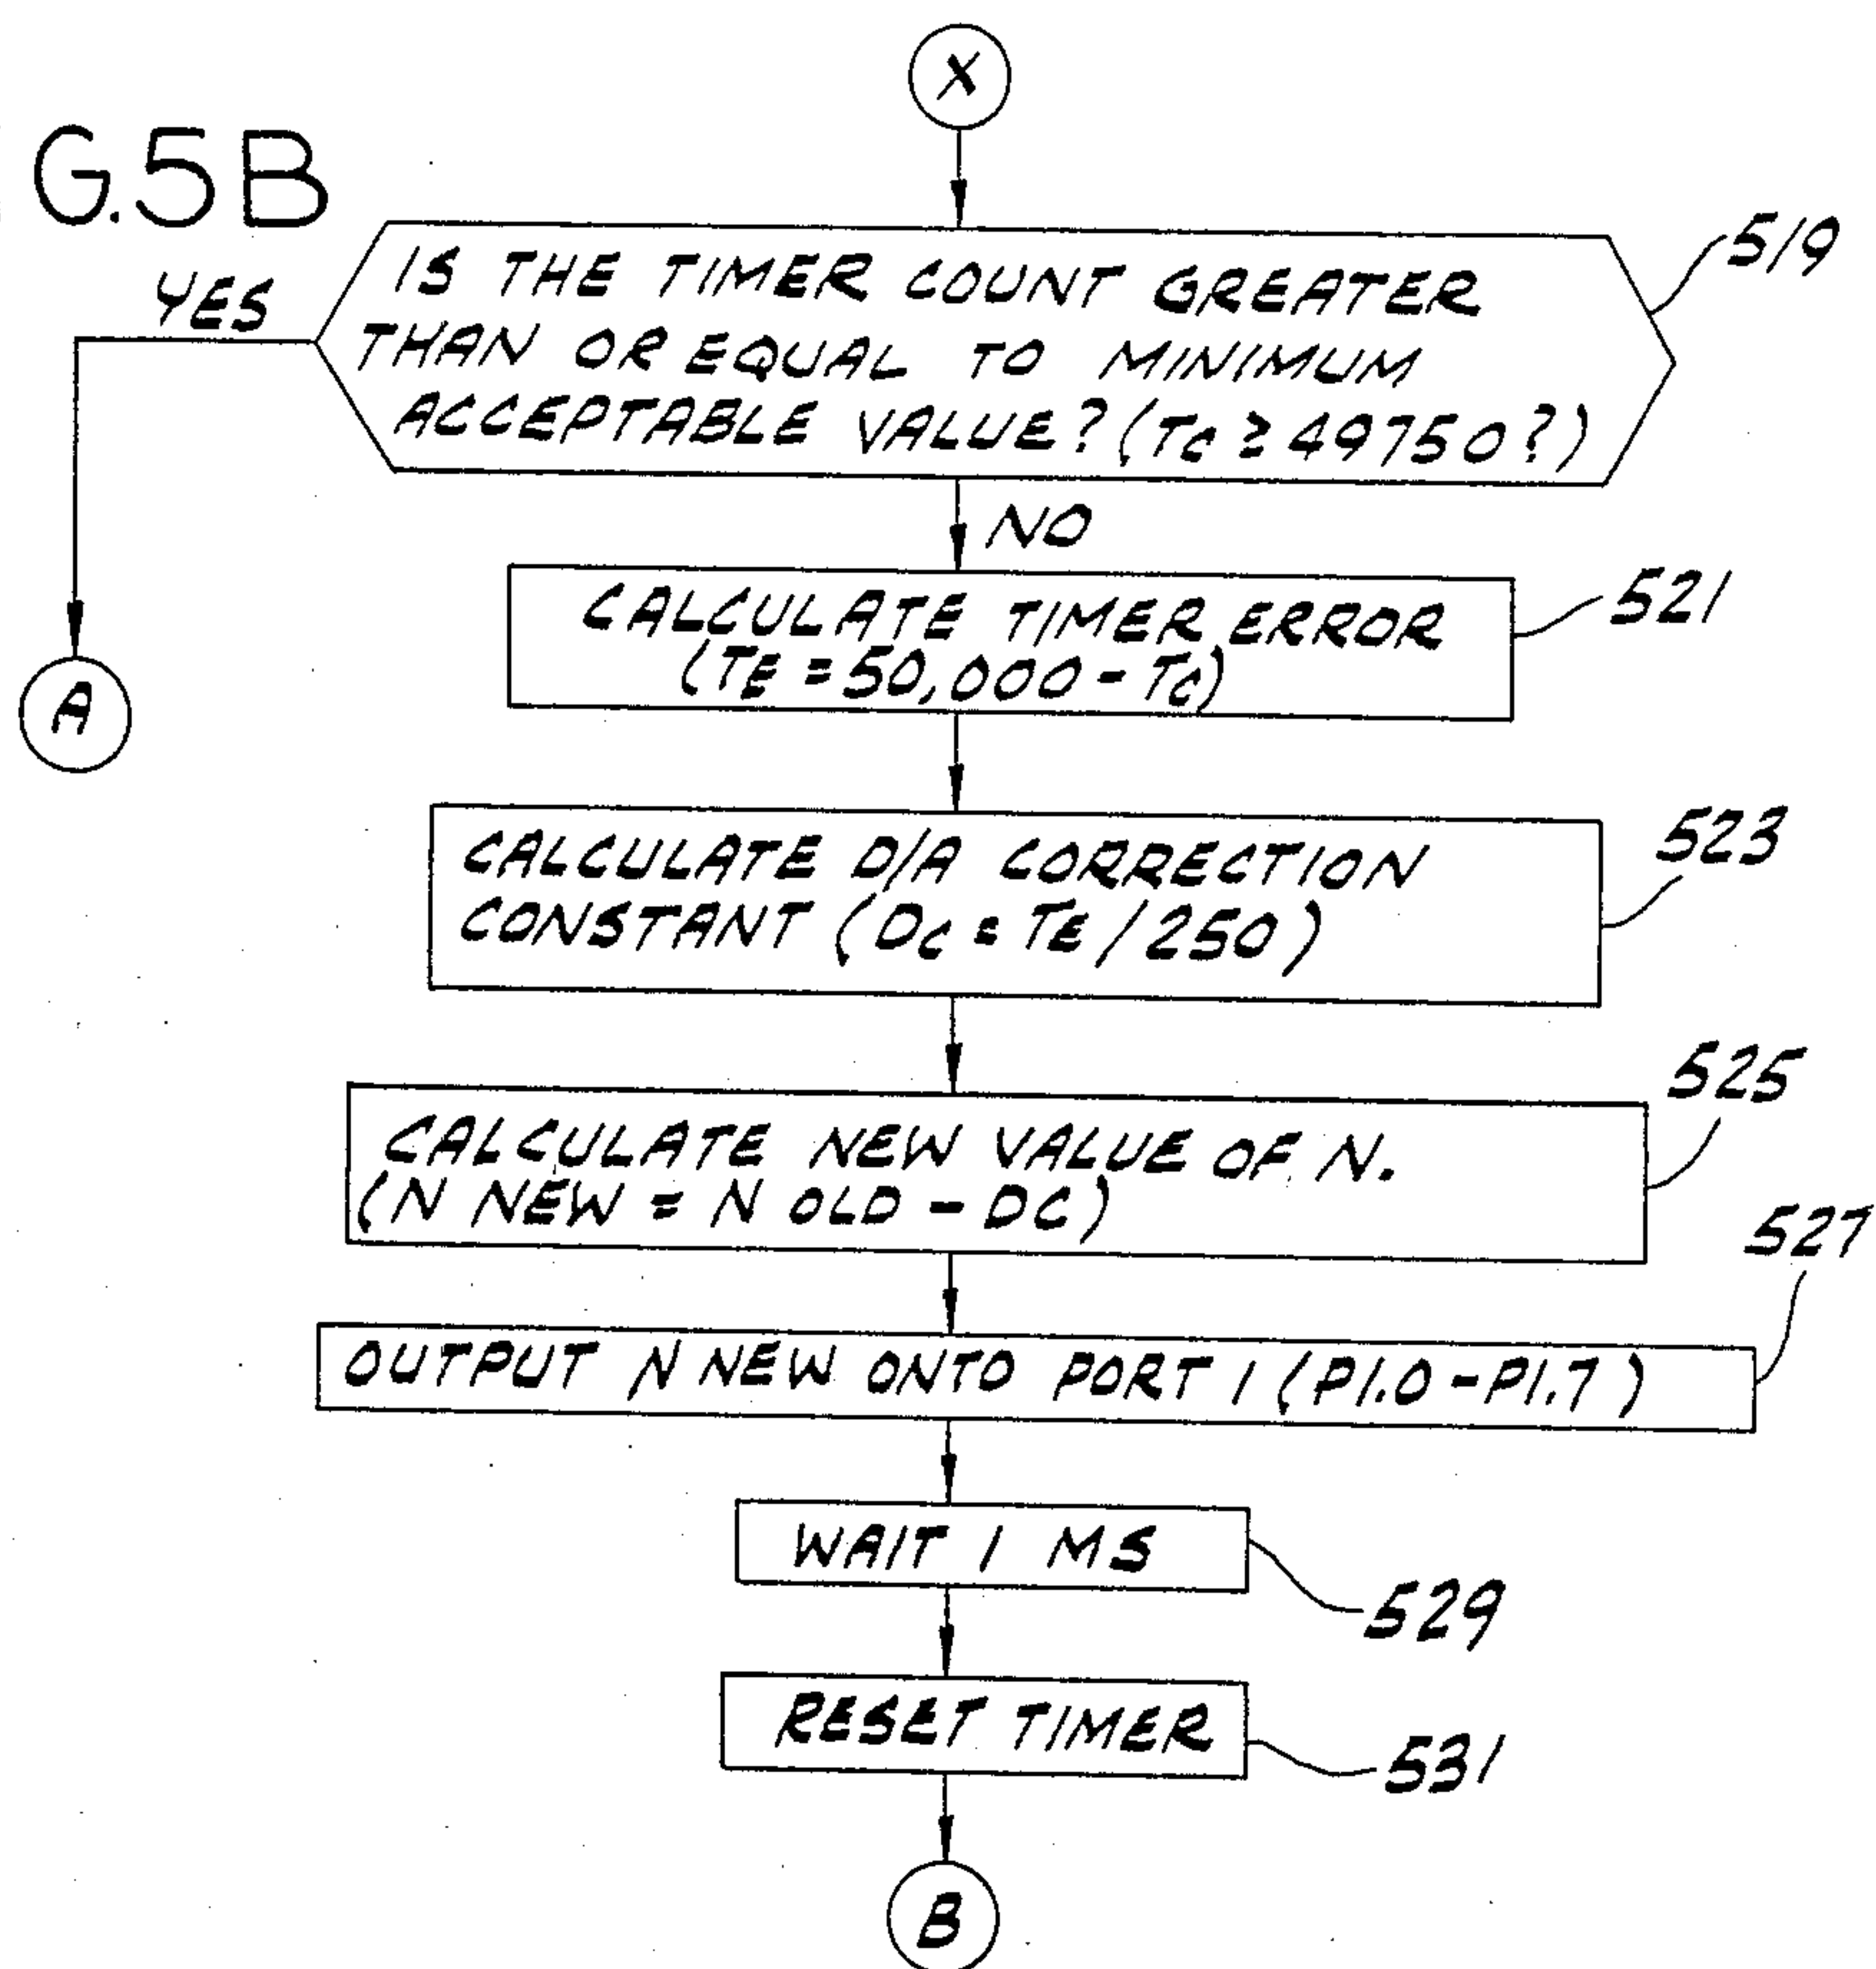 X
G.5B
519
YES
IS THE TIMER COUNT GREATER
THAN OR EQUAL TO MINIMUM
ACCEPTABLE VALUE? (TC ≥ 49750?)
NO
521
CALCULATE TIMER ERROR
(TE = 50,000 - TC)
A
523
CALCULATE D/A CORRECTION
CONSTANT (DC = TE/250)
525
CALCULATE NEW VALUE OF N.
(N NEW = N OLD - DC)
527
OUTPUT N NEW ONTO PORT 1 (P1.0-P1.7)
WAIT 1 MS
529
RESET TIMER
531
B